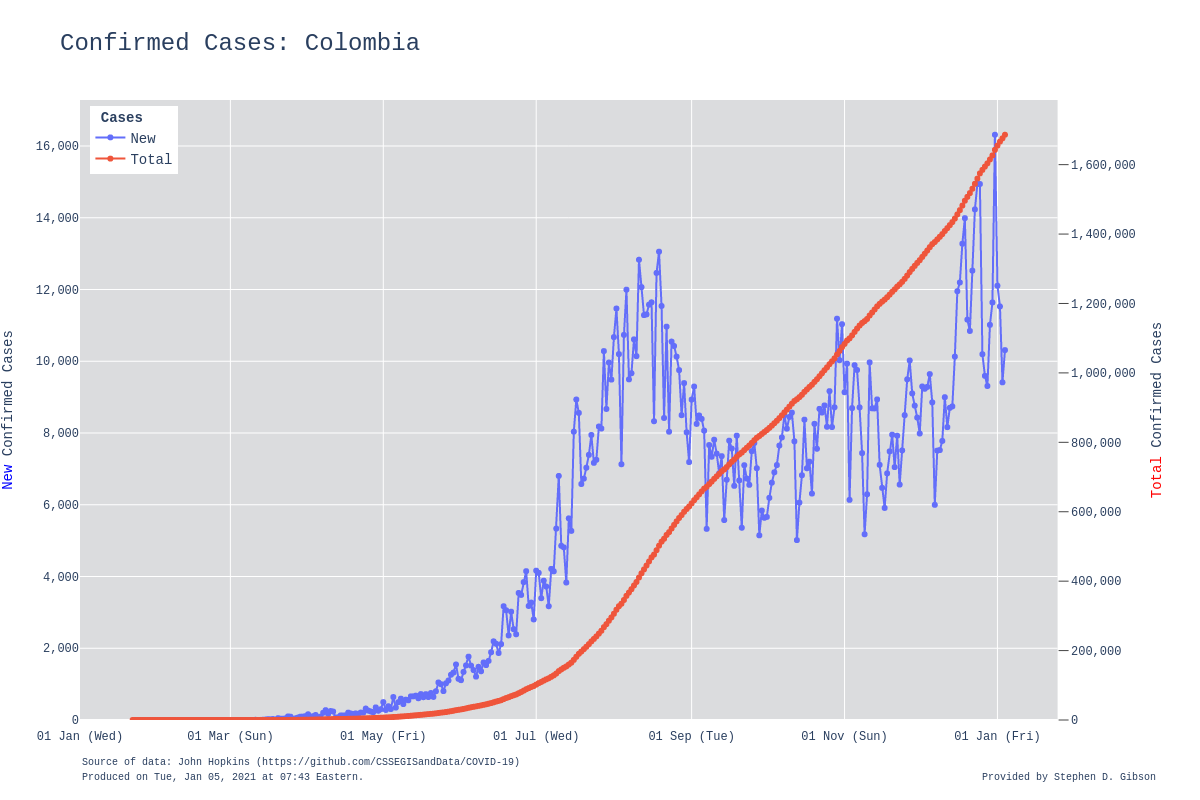 Confirmed Cases: Colombia
Cases
New
Total
16,000
14,000
12,000
10,000
8,000
6,000
4,000
2,000
0
New Confirmed Cases
1,600,000
1,400,000
1,200,000
1,000,000
800,000
600,000
400,000
200,000
0
Total Confirmed Cases
01 Jan (Wed)
01 Mar (Sun)
01 May (Fri)
01 Jul (Wed)
01 Sep (Tue)
01 Nov (Sun)
01 Jan (Fri)
Source of data: John Hopkins (https://github.com/CSSEGISandData/COVID-19)
Produced on Tue, Jan 05, 2021 at 07:43 Eastern.
Provided by Stephen D. Gibson